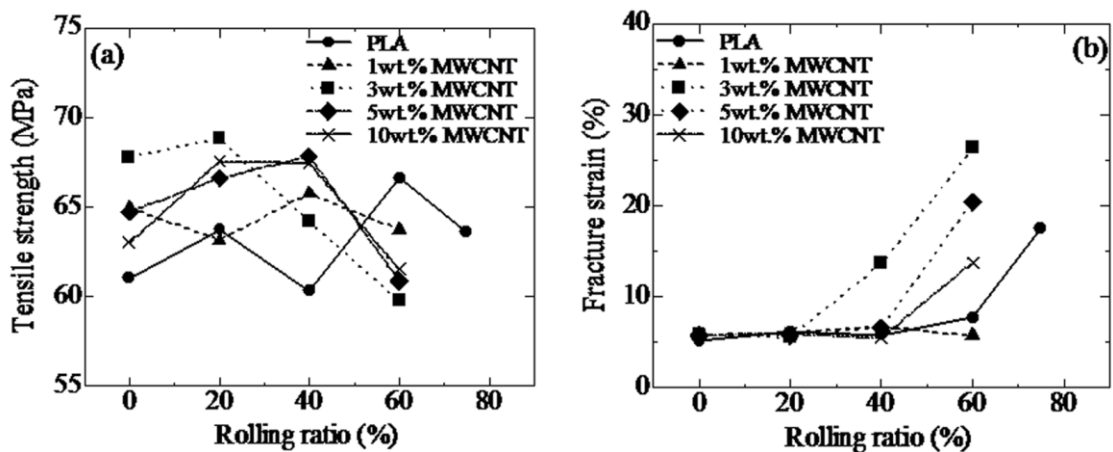 (a)
PLA
1wt.% MWCNT
3wt.% MWCNT
5wt.% MWCNT
10wt.% MWCNT
75
70
65
60
55
Tensile strength (MPa)
0 20 40 60 80
Rolling ratio (%)
(b)
PLA
1wt.% MWCNT
3wt.% MWCNT
5wt.% MWCNT
10wt.% MWCNT
40
30
20
10
0
Fracture strain (%)
0 20 40 60 80
Rolling ratio (%)